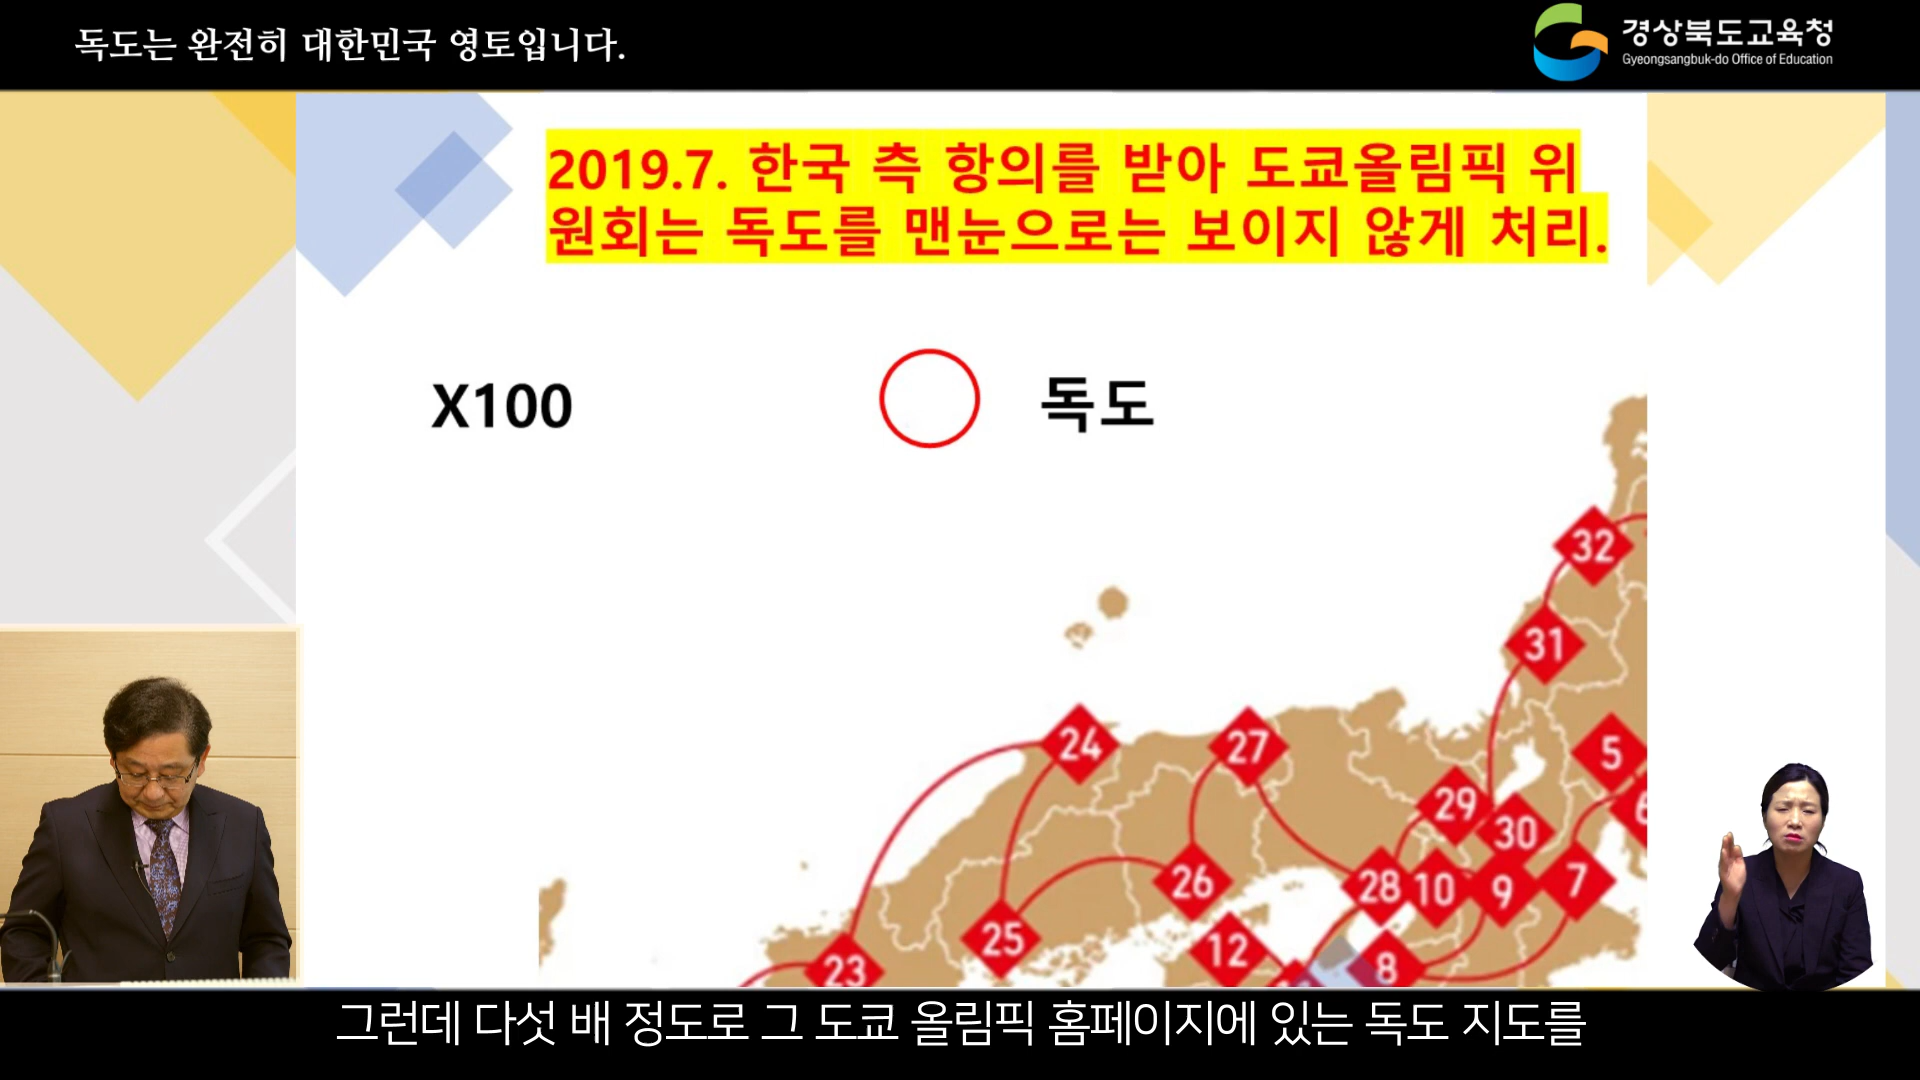 독도는 완전히 대한민국 영토입니다.
경상북도교육청
Gyeongsangbuk-do Office of Education
2019.7. 한국 측 항의를 받아 도쿄올림픽 위
원회는 독도를 맨눈으로는 보이지 않게 처리.
X100
독도
32
31
24
27
5
29
30
6
26
28
10
9
7
25
12
23
8
그런데 다섯 배 정도로 그 도쿄 올림픽 홈페이지에 있는 독도 지도를